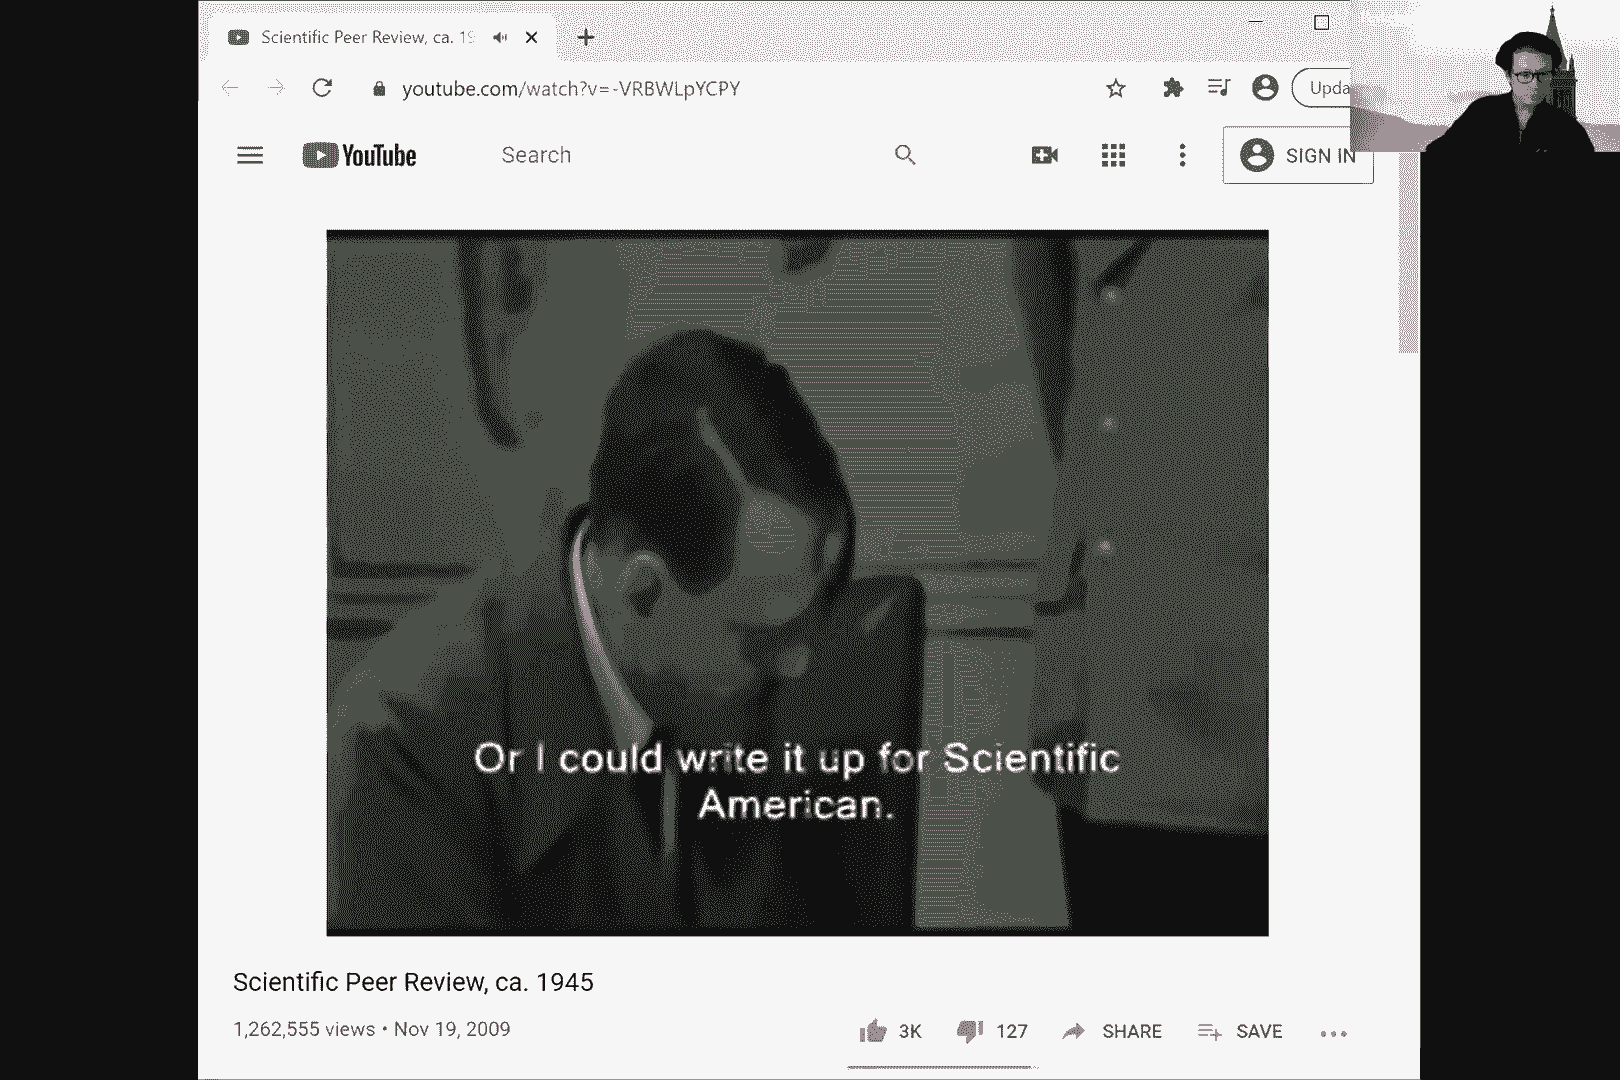 Scientific Peer Review, ca. 19
youtube.com/watch?v=-VRBWLpYCPY
Upda
YouTube
Search
SIGN IN
Or I could write it up for Scientific
American.
Scientific Peer Review, ca. 1945
1,262,555 views • Nov 19, 2009
3K
127
SHARE
SAVE